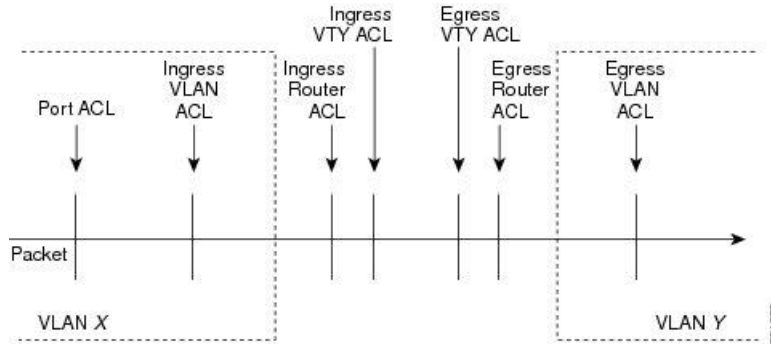 Ingress
VTY ACL
Egress
VTY ACL
Port ACL
Ingress
VLAN
ACL
Ingress
Router
ACL
Egress
Router
ACL
Egress
VLAN
ACL
Packet
VLAN X
VLAN Y